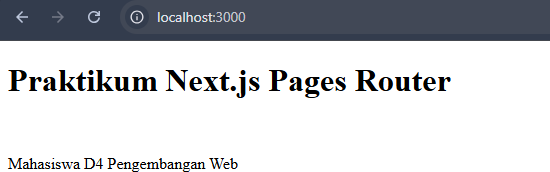 localhost:3000
Praktikum Next.js Pages Router
Mahasiswa D4 Pengembangan Web